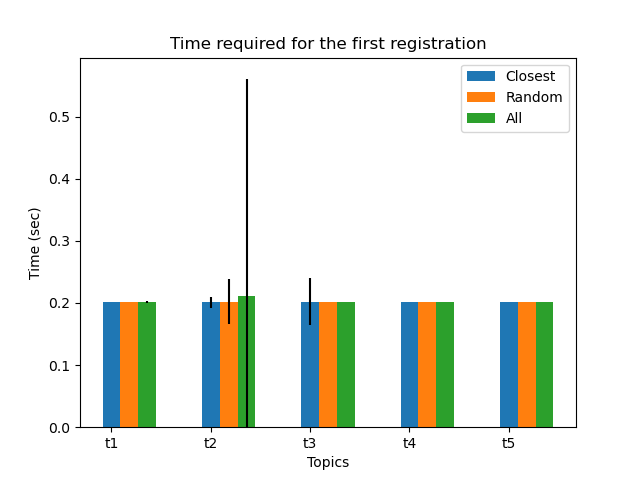 Time required for the first registration
Closest
Random
All
0.5
0.4
0.3
0.2
0.1
0.0
Time (sec)
t1 t2 t3 t4 t5
Topics